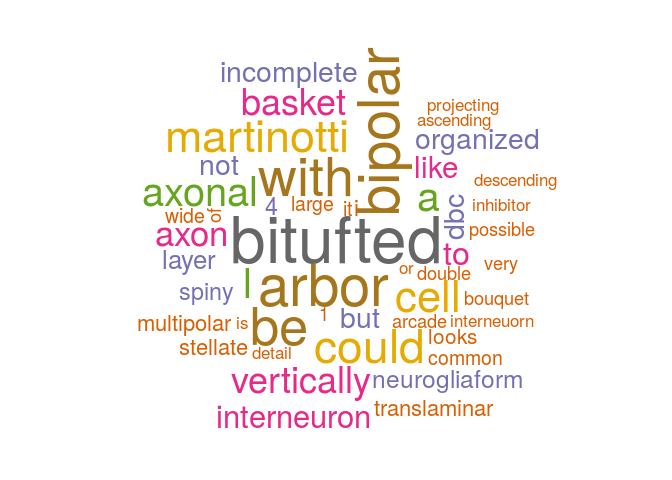 bipolar
incomplete
basket
projecting
ascending
martinotti
organized
not
with
like
descending
axonal
4
large
it
i
a
dbc
inhibitor
wide
of
axon
bitufted
to
possible
layer
l
arbor
or
double
very
spiny
cell
bouquet
multipolar
is
be
1
but
arcade
interneuorn
stellate
detail
could
looks
common
vertically
neurogliaform
interneuron
translaminar